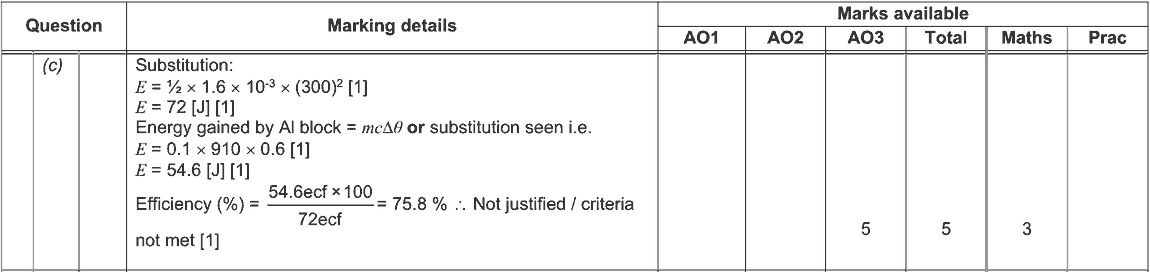 Question Marking details Marks available
AO1 AO2 AO3 Total Maths Prac
(c) Substitution:
E = ½ × 1.6 × 10⁻³ × (300)² [1]
E = 72 [J] [1]
Energy gained by Al block = mcΔθ or substitution seen i.e.
E = 0.1 × 910 × 0.6 [1]
E = 54.6 [J] [1]
Efficiency (%) = 54.6ecf × 100 / 72ecf = 75.8 % ∴ Not justified / criteria
not met [1] 5 5 3